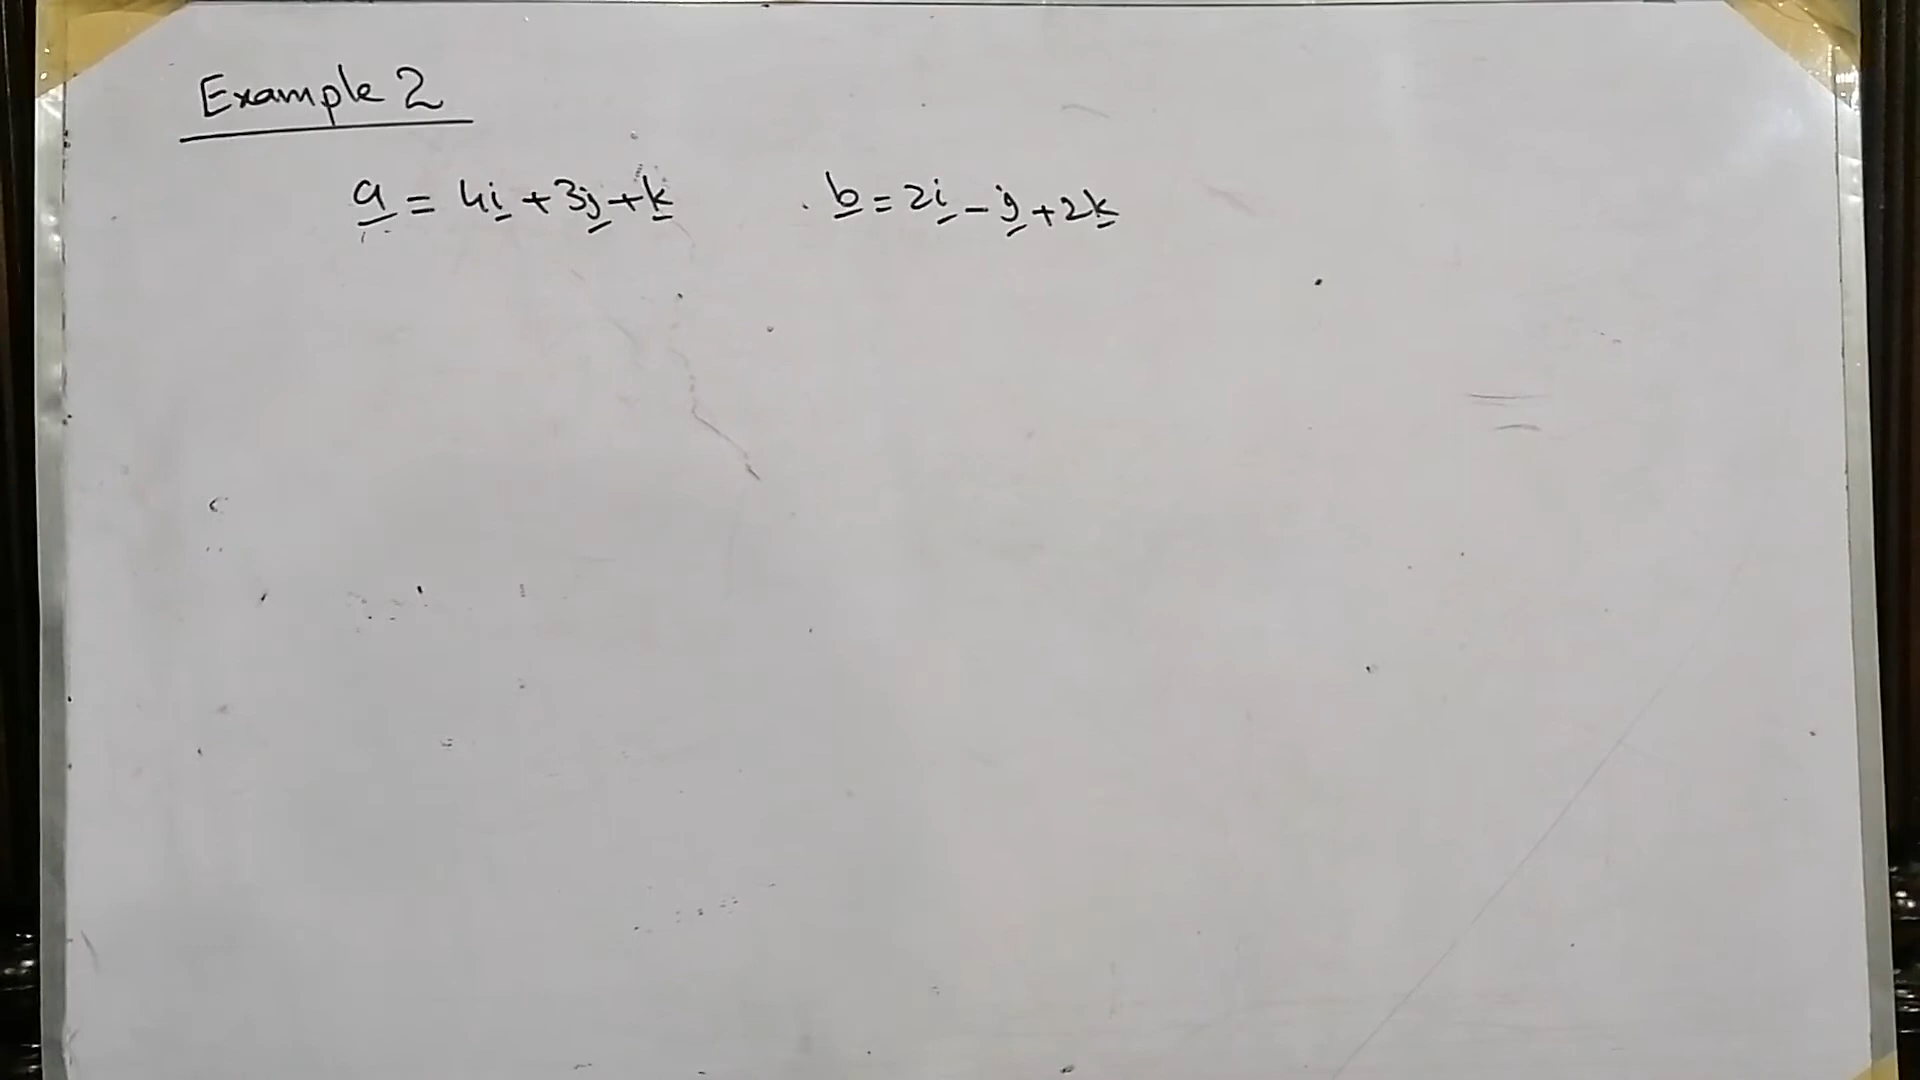 Example 2
a = 4i + 3j + k b = 2i - j + 2k